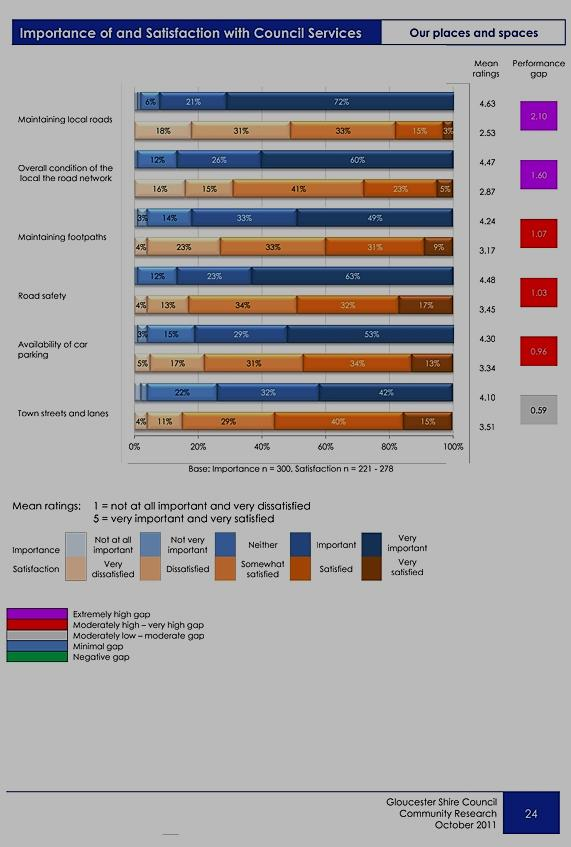 Importance of and Satisfaction with Council Services
Our places and spaces
Mean ratings
Performance gap
Maintaining local roads
6% 21% 72%
4.63
2.10
18% 31% 33% 15% 3%
2.53
Overall condition of the
local the road network
12% 26% 60%
4.47
1.60
16% 15% 41% 23% 5%
2.87
Maintaining footpaths
3% 14% 33% 49%
4.24
1.07
4% 23% 33% 31% 9%
3.17
Road safety
12% 23% 63%
4.48
1.03
4% 13% 34% 32% 17%
3.45
Availability of car
parking
3% 15% 29% 53%
4.30
0.96
5% 17% 31% 34% 13%
3.34
Town streets and lanes
22% 32% 42%
4.10
0.59
4% 11% 29% 40% 15%
3.51
0% 20% 40% 60% 80% 100%
Base: Importance n = 300, Satisfaction n = 221 - 278
Mean ratings: 1 = not at all important and very dissatisfied
5 = very important and very satisfied
Importance
Not at all important
Not very important
Neither
Important
Very important
Satisfaction
Very dissatisfied
Dissatisfied
Somewhat satisfied
Satisfied
Very satisfied
Extremely high gap
Moderately high – very high gap
Moderately low – moderate gap
Minimal gap
Negative gap
Gloucester Shire Council
Community Research
October 2011
24